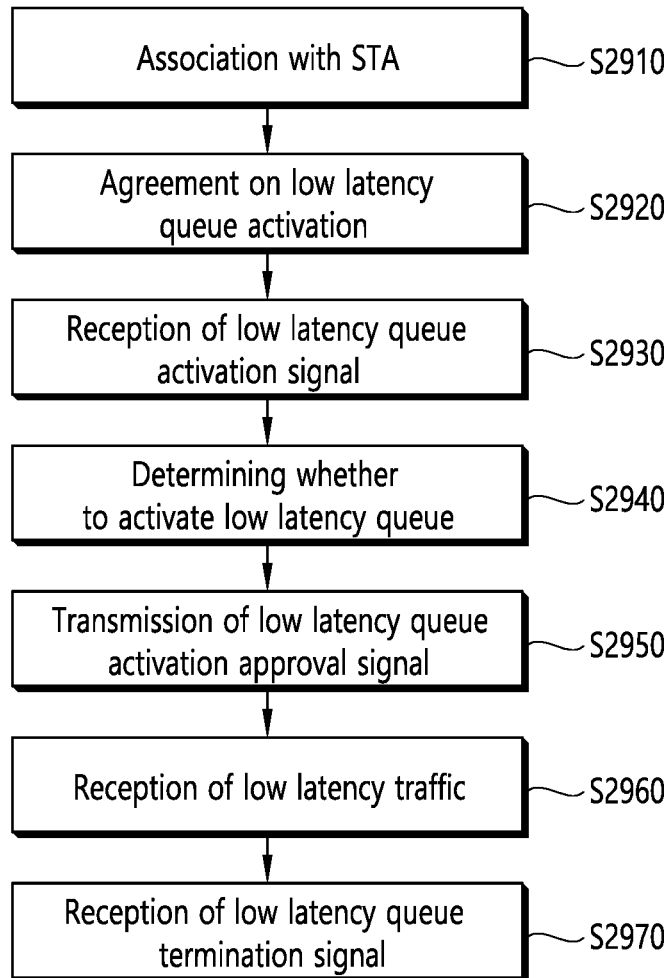 Association with STA
S2910
Agreement on low latency
queue activation
S2920
Reception of low latency queue
activation signal
S2930
Determining whether
to activate low latency queue
S2940
Transmission of low latency queue
activation approval signal
S2950
Reception of low latency traffic
S2960
Reception of low latency queue
termination signal
S2970